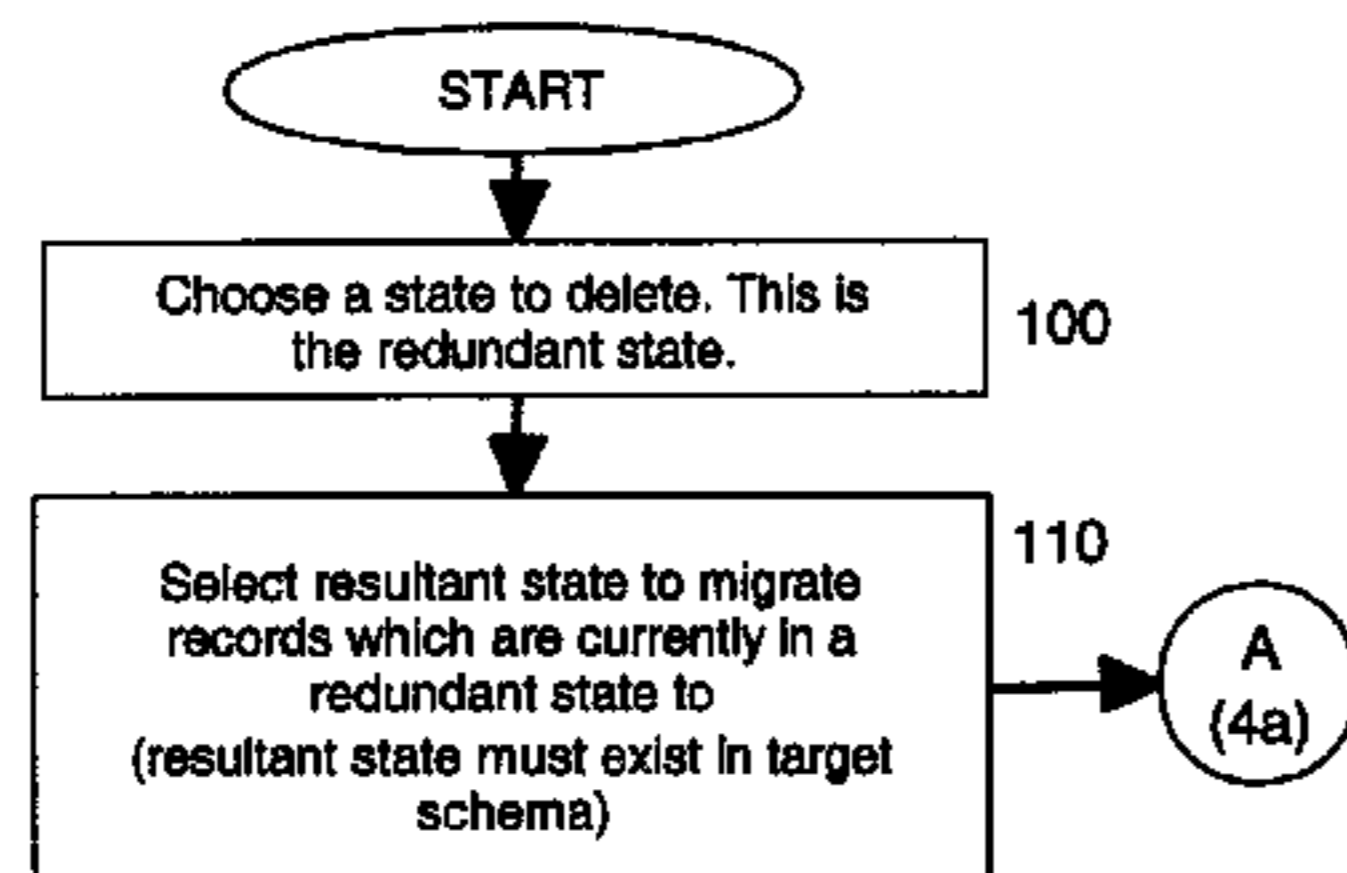 START
Choose a state to delete. This is
the redundant state.
100
110
Select resultant state to migrate
records which are currently in a
redundant state to
(resultant state must exist in target
schema)
A
(4a)